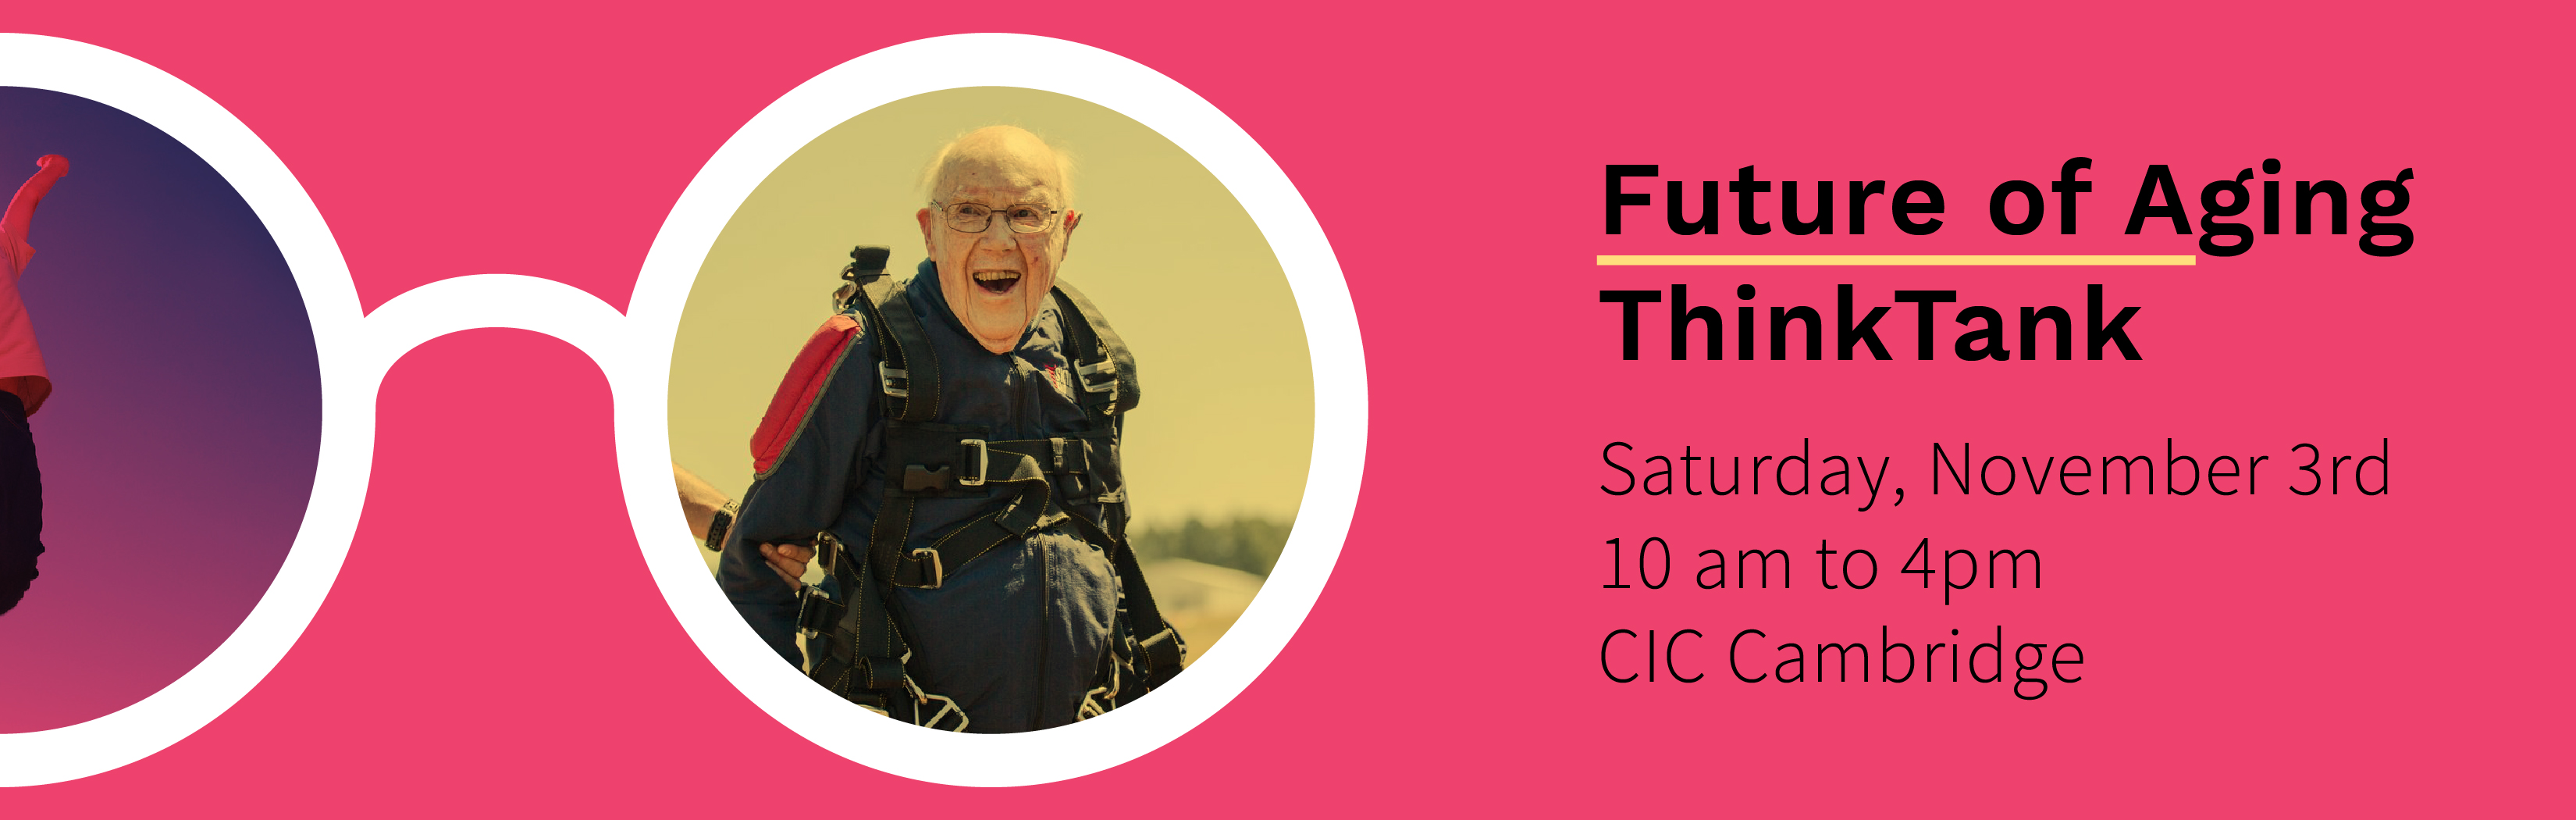 Future of Aging
ThinkTank
Saturday, November 3rd
10 am to 4pm
CIC Cambridge